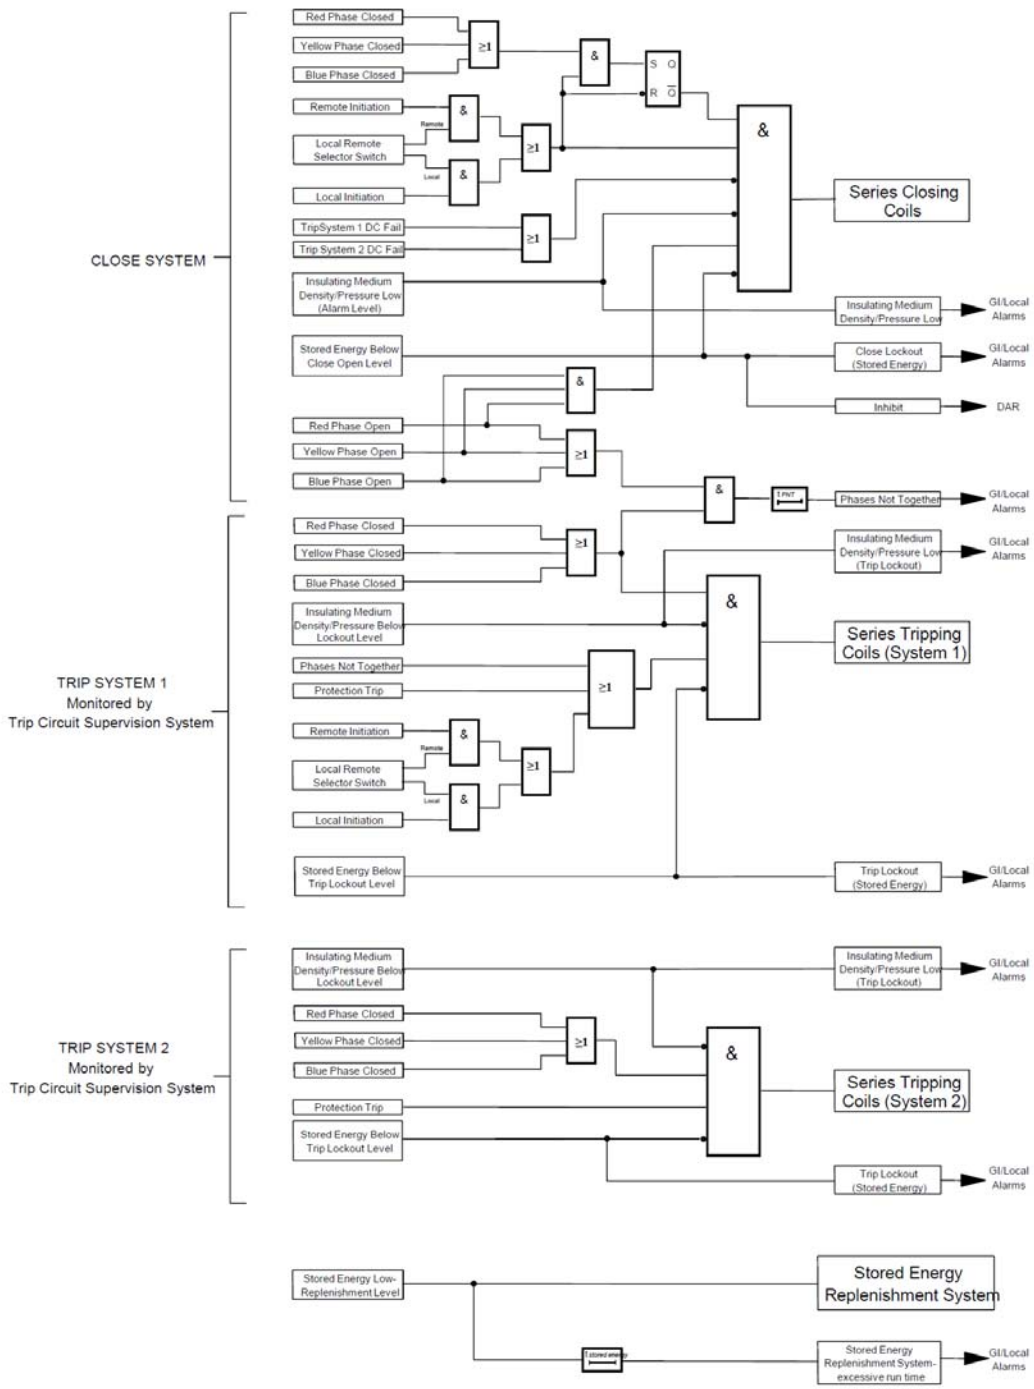 CLOSE SYSTEM
Red Phase Closed
Yellow Phase Closed
Blue Phase Closed
≥1
&
S Q
R Q̅
Remote Initiation
Remote
&
Local Remote
Selector Switch
Local
&
≥1
Local Initiation
&
Series Closing
Coils
TripSystem 1 DC Fail
Trip System 2 DC Fail
≥1
Insulating Medium
Density/Pressure Low
(Alarm Level)
Insulating Medium
Density/Pressure Low
GI/Local
Alarms
Stored Energy Below
Close Open Level
Close Lockout
(Stored Energy)
GI/Local
Alarms
Inhibit
DAR
&
Red Phase Open
Yellow Phase Open
Blue Phase Open
≥1
&
t PNT
Phases Not Together
GI/Local
Alarms
TRIP SYSTEM 1
Monitored by
Trip Circuit Supervision System
Red Phase Closed
Yellow Phase Closed
Blue Phase Closed
≥1
Insulating Medium
Density/Pressure Low
(Trip Lockout)
GI/Local
Alarms
Insulating Medium
Density/Pressure Below
Lockout Level
&
Series Tripping
Coils (System 1)
Phases Not Together
Protection Trip
≥1
Remote Initiation
Remote
&
Local Remote
Selector Switch
Local
&
≥1
Local Initiation
Stored Energy Below
Trip Lockout Level
Trip Lockout
(Stored Energy)
GI/Local
Alarms
TRIP SYSTEM 2
Monitored by
Trip Circuit Supervision System
Insulating Medium
Density/Pressure Below
Lockout Level
Insulating Medium
Density/Pressure Low
(Trip Lockout)
GI/Local
Alarms
Red Phase Closed
Yellow Phase Closed
Blue Phase Closed
≥1
&
Series Tripping
Coils (System 2)
Protection Trip
Stored Energy Below
Trip Lockout Level
Trip Lockout
(Stored Energy)
GI/Local
Alarms
Stored Energy Low-
Replenishment Level
Stored Energy
Replenishment System
t stored energy
Stored Energy
Replenishment System-
excessive run time
GI/Local
Alarms